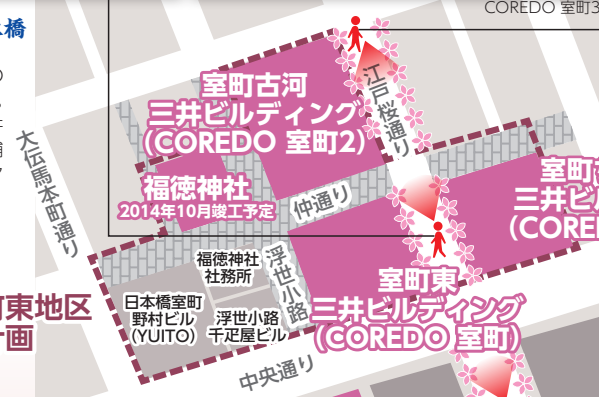 COREDO 室町3
橋
江戸桜通り
室町古河
三井ビルディング
(COREDO 室町2)
大伝馬本町通り
福徳神社
2014年10月竣工予定
仲通り
室町
三井ビル
(CORE
福徳神社
社務所
浮世小路
室町東
三井ビルディング
(COREDO 室町)
町東地区
計画
日本橋室町
野村ビル
(YUITO)
浮世小路
千疋屋ビル
中央通り